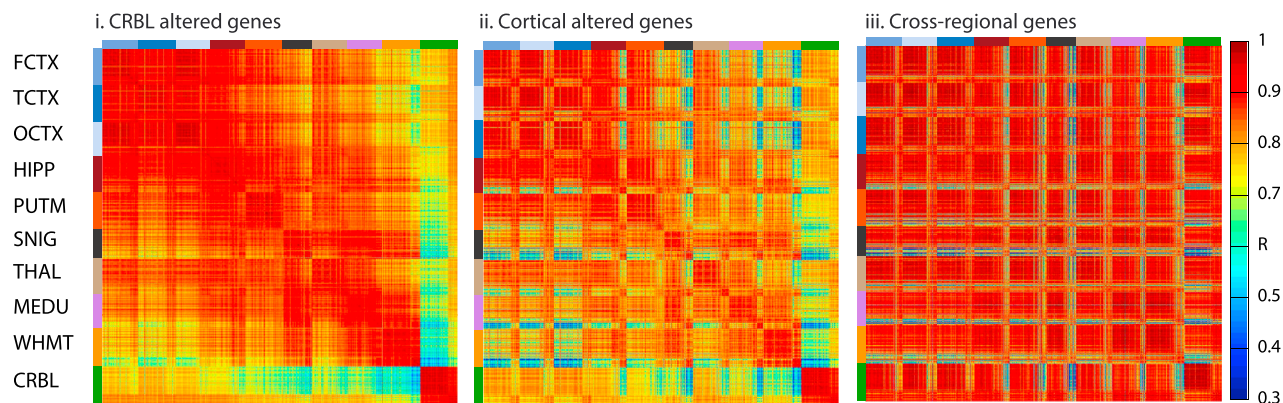 i. CRBL altered genes
ii. Cortical altered genes
iii. Cross-regional genes
FCTX
TCTX
OCTX
HIPP
PUTM
SNIG
THAL
MEDU
WHMT
CRBL
1
0.9
0.8
0.7
R
0.5
0.4
0.3